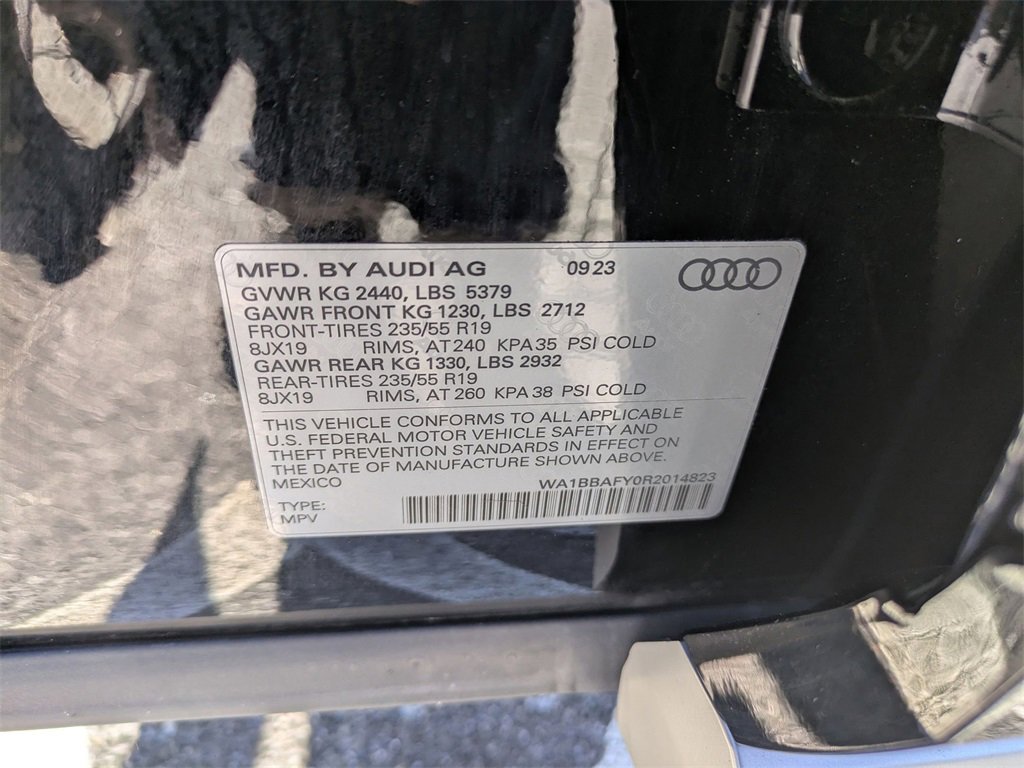 MFD. BY AUDI AG 09 23
GVWR KG 2440, LBS 5379
GAWR FRONT KG 1230, LBS 2712
FRONT-TIRES 235/55 R19
8JX19 RIMS, AT 240 KPA 35 PSI COLD
GAWR REAR KG 1330, LBS 2932
REAR-TIRES 235/55 R19
8JX19 RIMS, AT 260 KPA 38 PSI COLD
THIS VEHICLE CONFORMS TO ALL APPLICABLE
U.S. FEDERAL MOTOR VEHICLE SAFETY AND
THEFT PREVENTION STANDARDS IN EFFECT ON
THE DATE OF MANUFACTURE SHOWN ABOVE.
MEXICO WA1BBAFY0R2014823
TYPE:
MPV